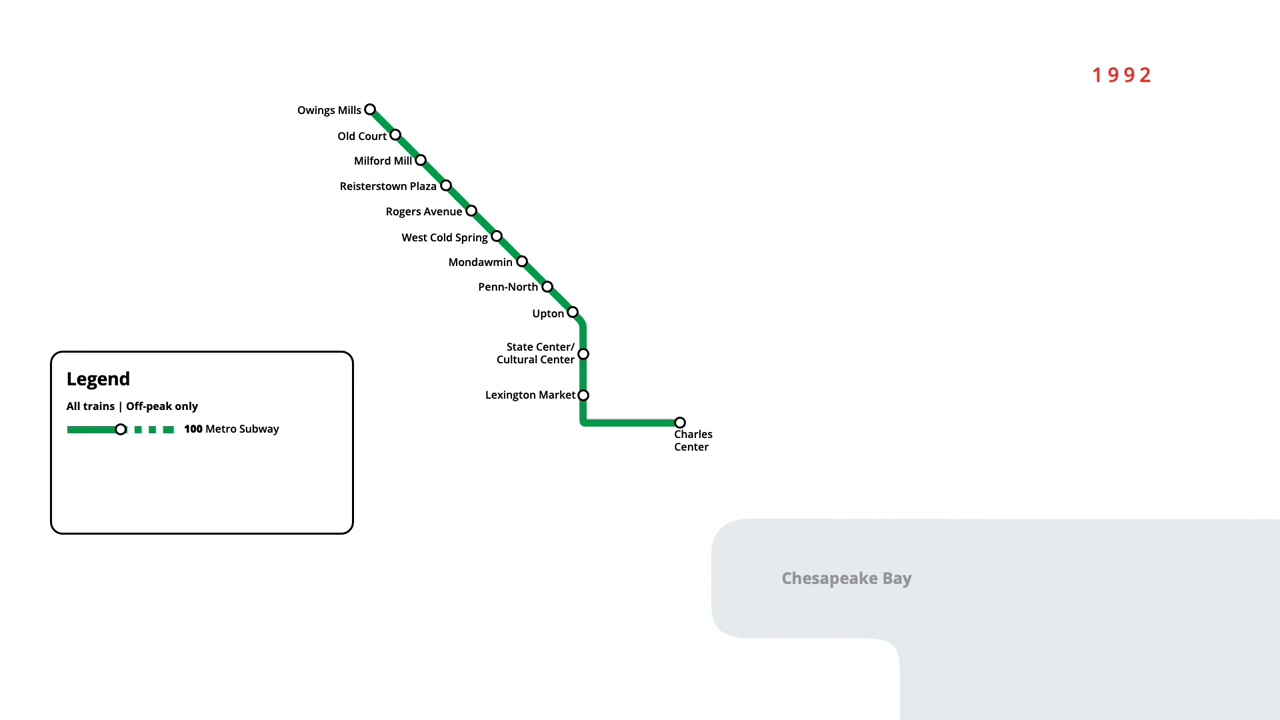 1992
Owings Mills
Old Court
Milford Mill
Reisterstown Plaza
Rogers Avenue
West Cold Spring
Mondawmin
Penn-North
Upton
State Center/
Cultural Center
Lexington Market
Charles
Center
Legend
All trains | Off-peak only
100 Metro Subway
Chesapeake Bay